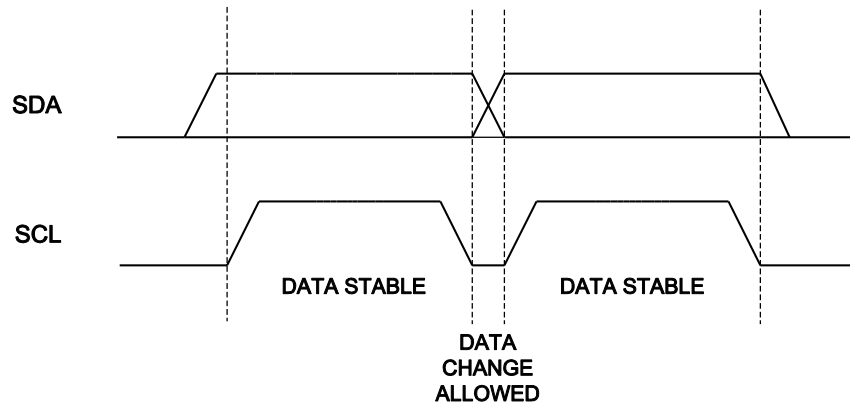 SDA
SCL
DATA STABLE
DATA STABLE
DATA
CHANGE
ALLOWED